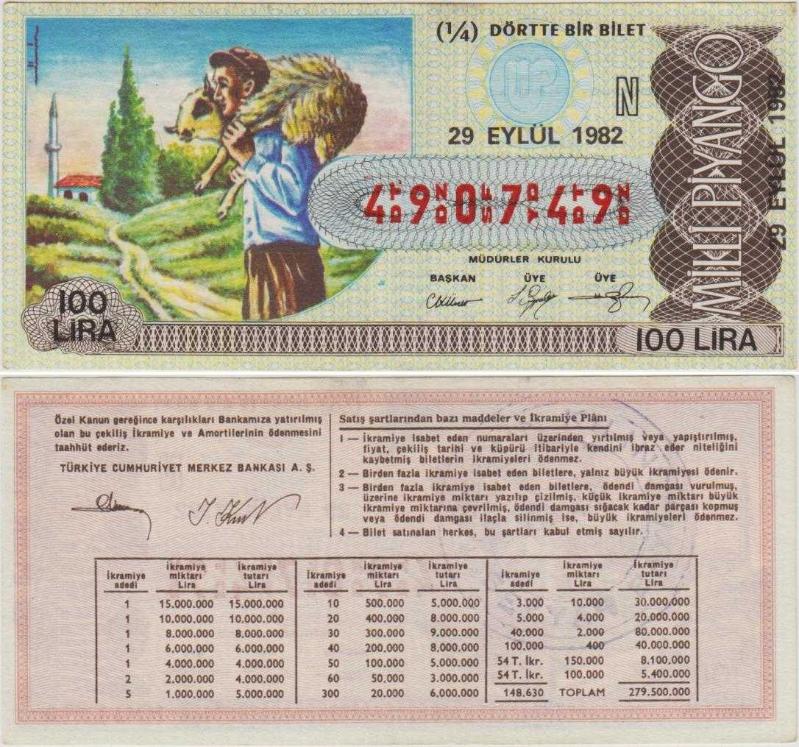 (1/4) DÖRTTE BİR BİLET
N
29 EYLÜL 1982
490749
MÜDÜRLER KURULU
BAŞKAN ÜYE ÜYE
MİLLİ PİYANGO
29 EYLÜL 1982
100
LİRA
100 LİRA
Özel Kanun gereğince karşılıkları Bankamıza yatırılmış
olan bu çekiliş İkramiye ve Amortilerinin ödenmesini
taahhüt ederiz.
TÜRKİYE CUMHURİYET MERKEZ BANKASI A. Ş.
Satış şartlarından bazı maddeler ve İkramiye Plânı
1 — İkramiye isabet eden numaraları üzerinden yırtılmış veya yapıştırılmış,
fiyat, çekiliş tarihi ve küpürü itibariyle kendini ibraz eder niteliğini
kaybetmiş biletlerin ikramiyeleri ödenmez.
2 — Birden fazla ikramiye isabet eden biletlere, yalnız büyük ikramiyesi ödenir.
3 — Birden fazla ikramiye isabet eden biletlere, ödendi damgası vurulmuş,
üzerine ikramiye miktarı yazılıp çizilmiş, küçük ikramiye miktarı büyük
ikramiye miktarına çevrilmiş, ödendi damgası sığacak kadar parçası kopmuş
veya ödendi damgası ilaçla silinmiş ise, büyük ikramiyeleri ödenmez.
4 — Bilet satınalan herkes, bu şartları kabul etmiş sayılır.
İkramiye adedi İkramiye miktarı Lira İkramiye tutarı Lira İkramiye adedi İkramiye miktarı Lira İkramiye tutarı Lira İkramiye adedi İkramiye miktarı Lira İkramiye tutarı Lira
1 15.000.000 15.000.000 10 500.000 5.000.000 3.000 10.000 30.000.000
1 10.000.000 10.000.000 20 400.000 8.000.000 5.000 4.000 20.000.000
1 8.000.000 8.000.000 30 300.000 9.000.000 40.000 2.000 80.000.000
1 6.000.000 6.000.000 40 200.000 8.000.000 100.000 400 40.000.000
1 4.000.000 4.000.000 50 100.000 5.000.000 54 T. İkr. 150.000 8.100.000
2 2.000.000 4.000.000 60 50.000 3.000.000 54 T. İkr. 100.000 5.400.000
5 1.000.000 5.000.000 300 20.000 6.000.000 148.630 TOPLAM 279.500.000